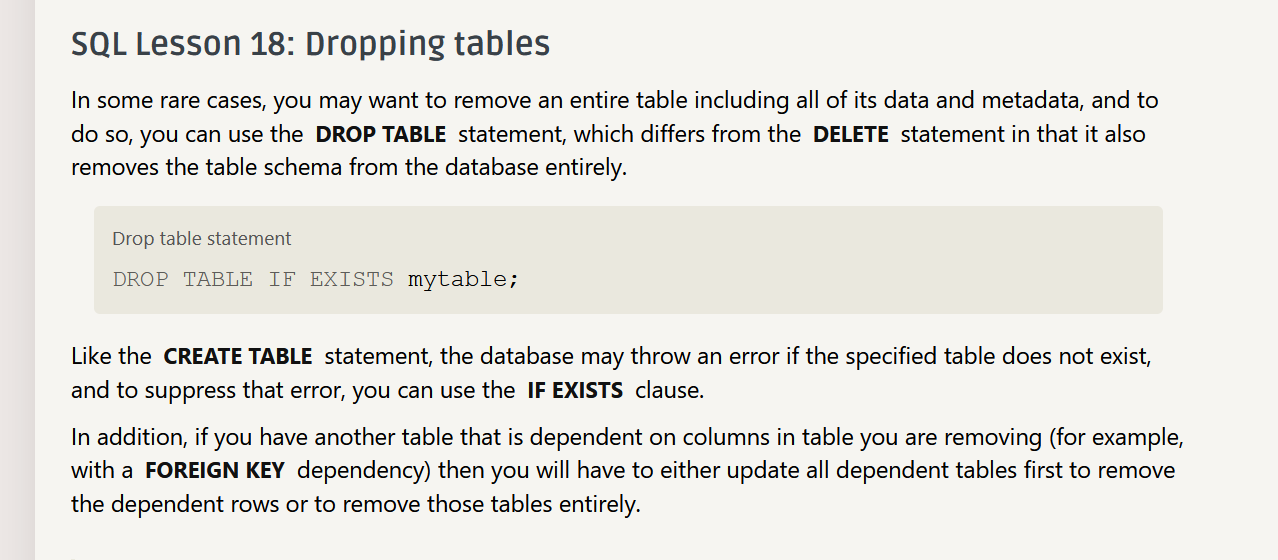 SQL Lesson 18: Dropping tables
In some rare cases, you may want to remove an entire table including all of its data and metadata, and to
do so, you can use the DROP TABLE statement, which differs from the DELETE statement in that it also
removes the table schema from the database entirely.
Drop table statement
DROP TABLE IF EXISTS mytable;
Like the CREATE TABLE statement, the database may throw an error if the specified table does not exist,
and to suppress that error, you can use the IF EXISTS clause.
In addition, if you have another table that is dependent on columns in table you are removing (for example,
with a FOREIGN KEY dependency) then you will have to either update all dependent tables first to remove
the dependent rows or to remove those tables entirely.